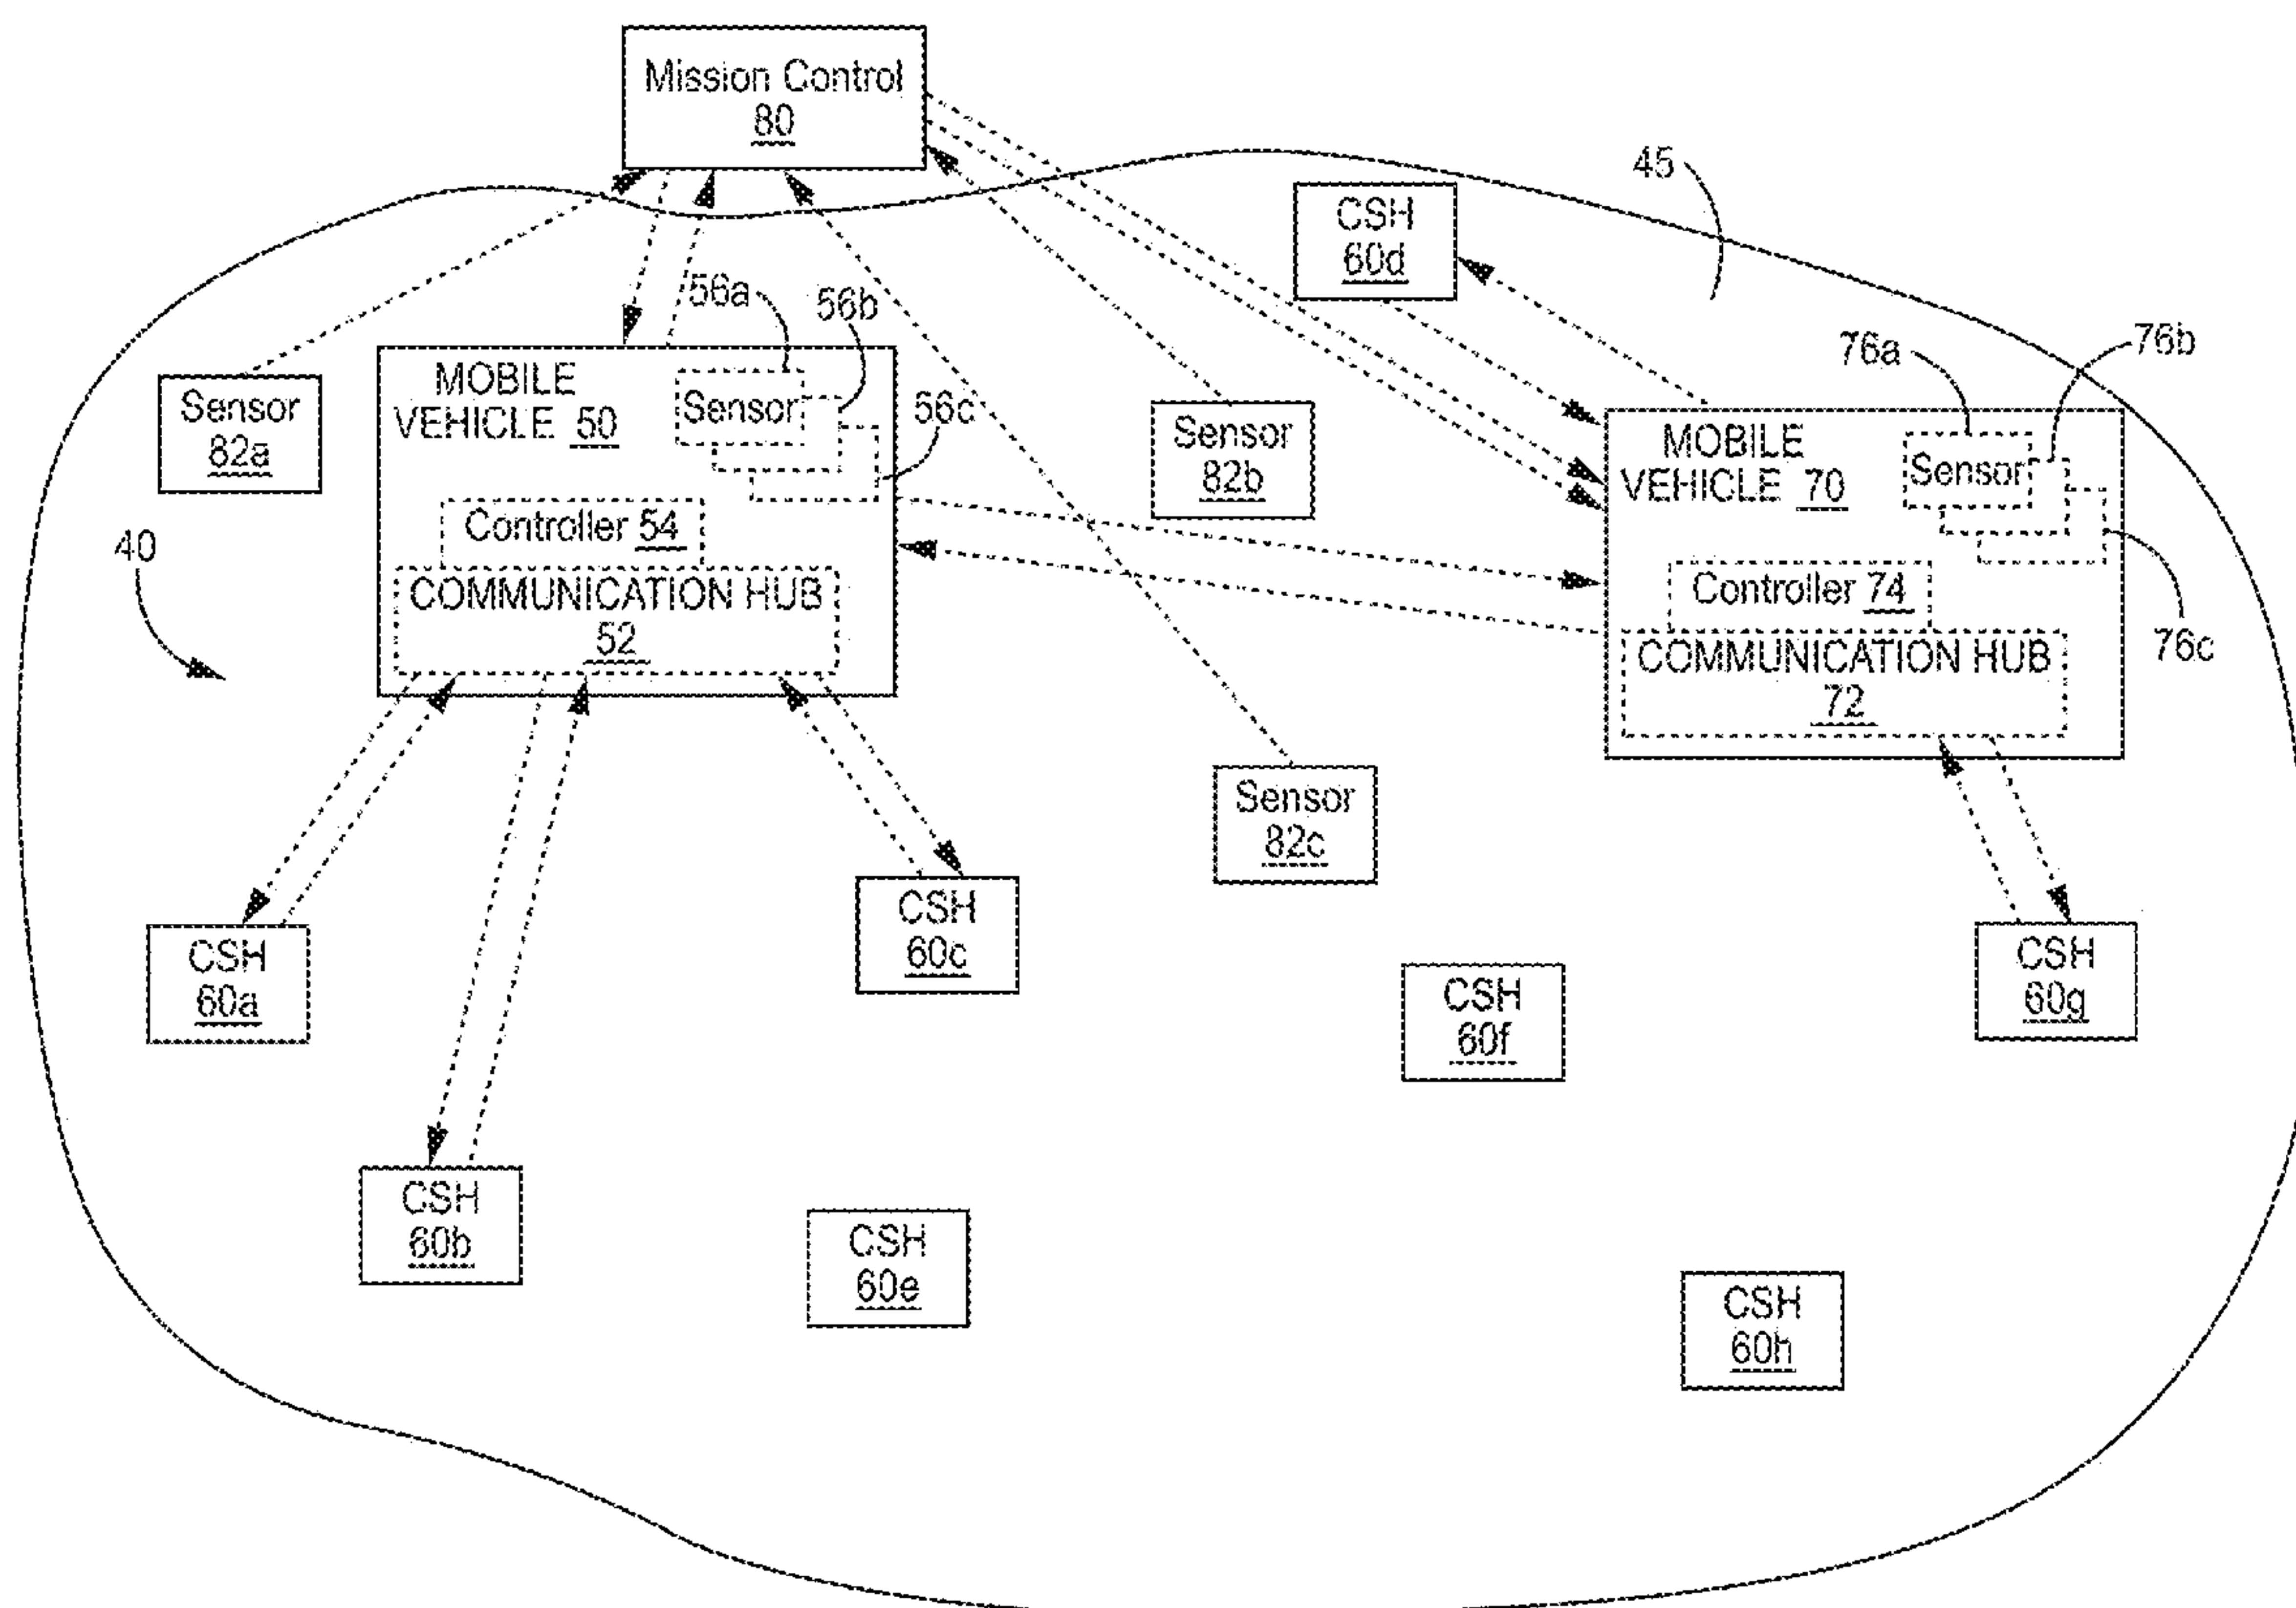 Mission Control
80
45
CSH
60d
56a
56b
76a
76b
MOBILE
VEHICLE 50
Sensor
56c
Sensor
82a
Sensor
82b
MOBILE
VEHICLE 70
Sensor
40
Controller 54
COMMUNICATION HUB
52
Controller 74
76c
COMMUNICATION HUB
72
Sensor
82c
CSH
60a
CSH
60c
CSH
60f
CSH
60g
CSH
60b
CSH
60e
CSH
60h